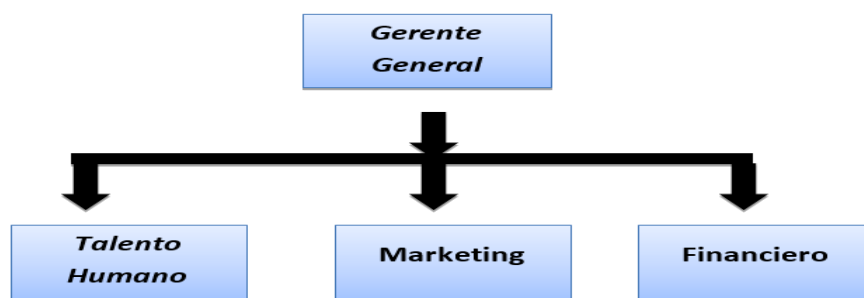 Gerente
General
Talento
Humano
Marketing
Financiero